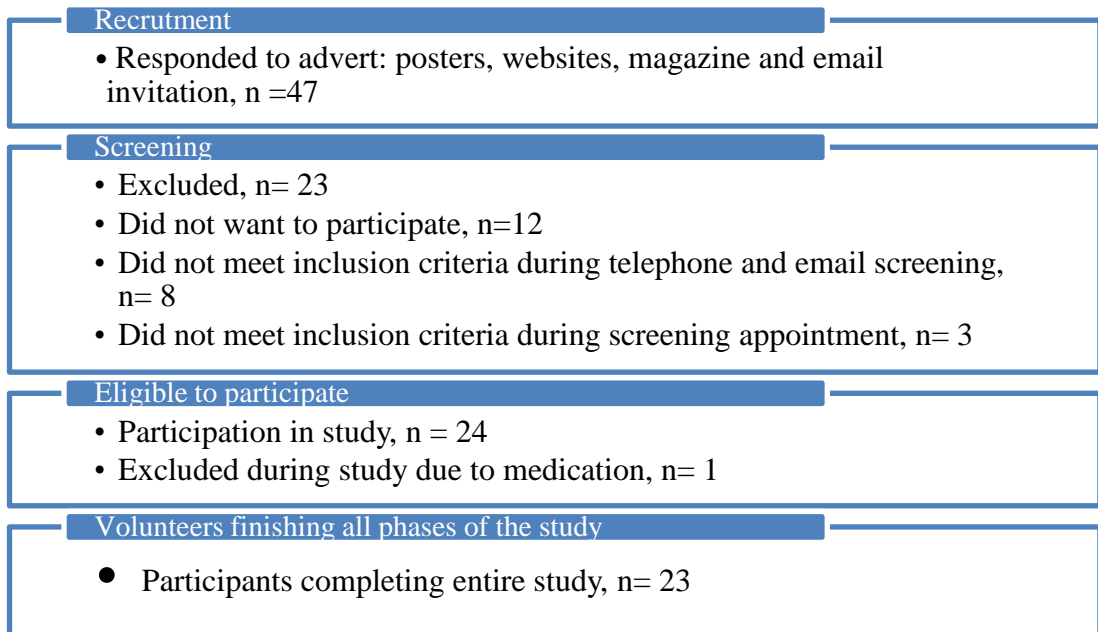 Recrutment
• Responded to advert: posters, websites, magazine and email
invitation, n =47
Screening
• Excluded, n= 23
• Did not want to participate, n=12
• Did not meet inclusion criteria during telephone and email screening,
n= 8
• Did not meet inclusion criteria during screening appointment, n= 3
Eligible to participate
• Participation in study, n = 24
• Excluded during study due to medication, n= 1
Volunteers finishing all phases of the study
• Participants completing entire study, n= 23